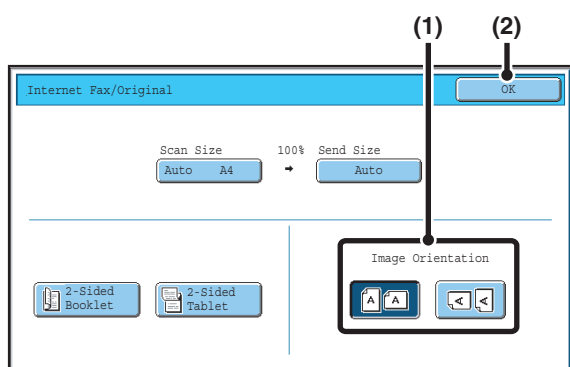 (1) (2)
Internet Fax/Original OK
Scan Size 100% Send Size
Auto A4 → Auto
Image Orientation
2-Sided
Booklet
2-Sided
Tablet
A A A A